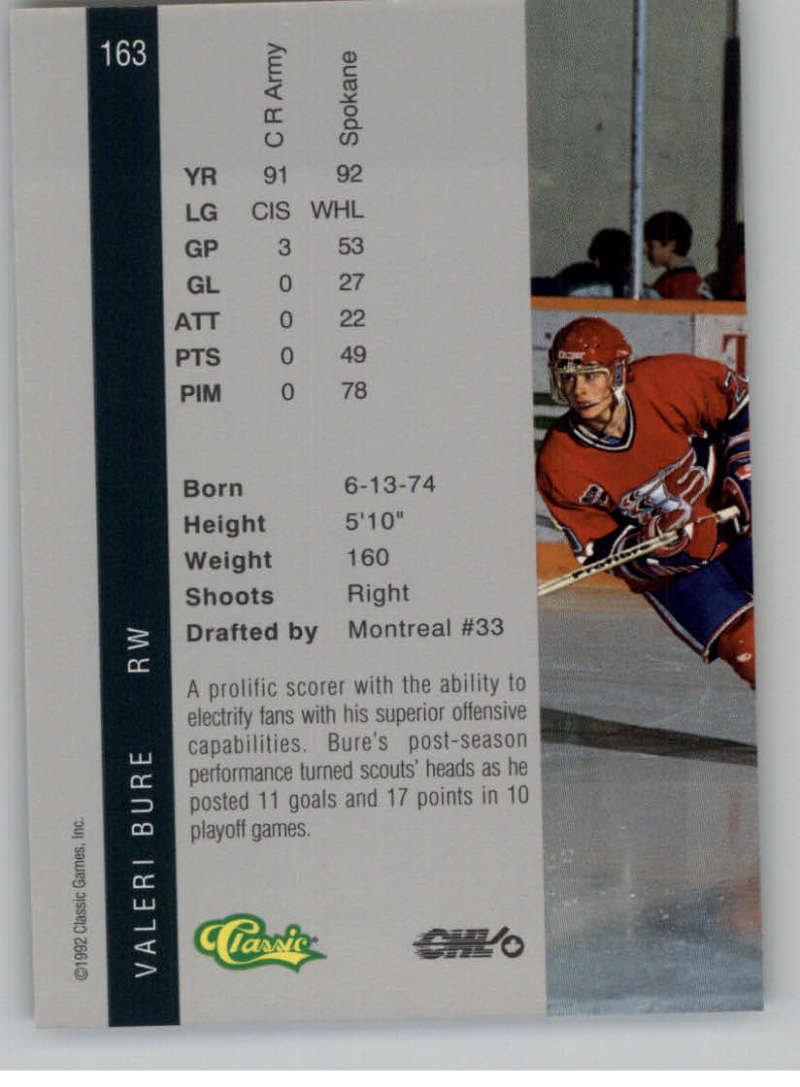 163
C R Army Spokane
YR 91 92
LG CIS WHL
GP 3 53
GL 0 27
ATT 0 22
PTS 0 49
PIM 0 78
Born 6-13-74
Height 5'10"
Weight 160
Shoots Right
Drafted by Montreal #33
A prolific scorer with the ability to
electrify fans with his superior offensive
capabilities. Bure's post-season
performance turned scouts' heads as he
posted 11 goals and 17 points in 10
playoff games.
VALERI BURE RW
©1992 Classic Games, Inc.
Classic
CHL